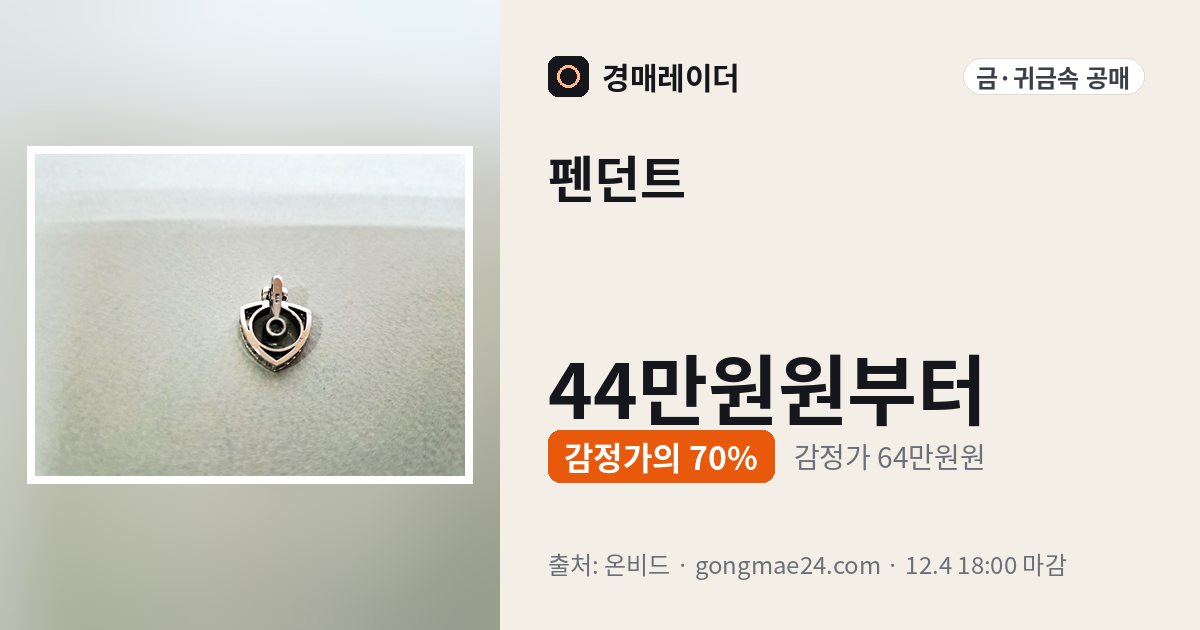 경매레이더
금·귀금속 공매
펜던트
44만원원부터
감정가의 70%
감정가 64만원원
출처: 온비드 · gongmae24.com · 12.4 18:00 마감